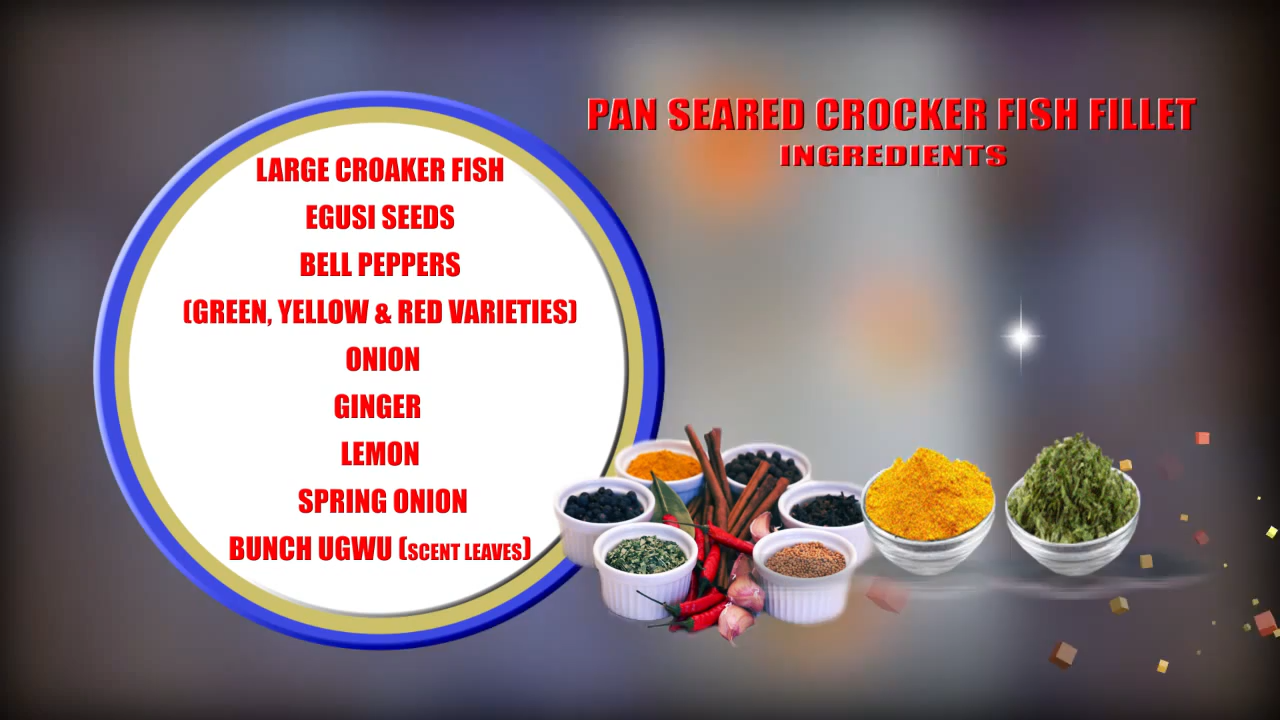 PAN SEARED CROCKER FISH FILLET
INGREDIENTS
LARGE CROAKER FISH
EGUSI SEEDS
BELL PEPPERS
(GREEN, YELLOW & RED VARIETIES)
ONION
GINGER
LEMON
SPRING ONION
BUNCH UGWU (SCENT LEAVES)